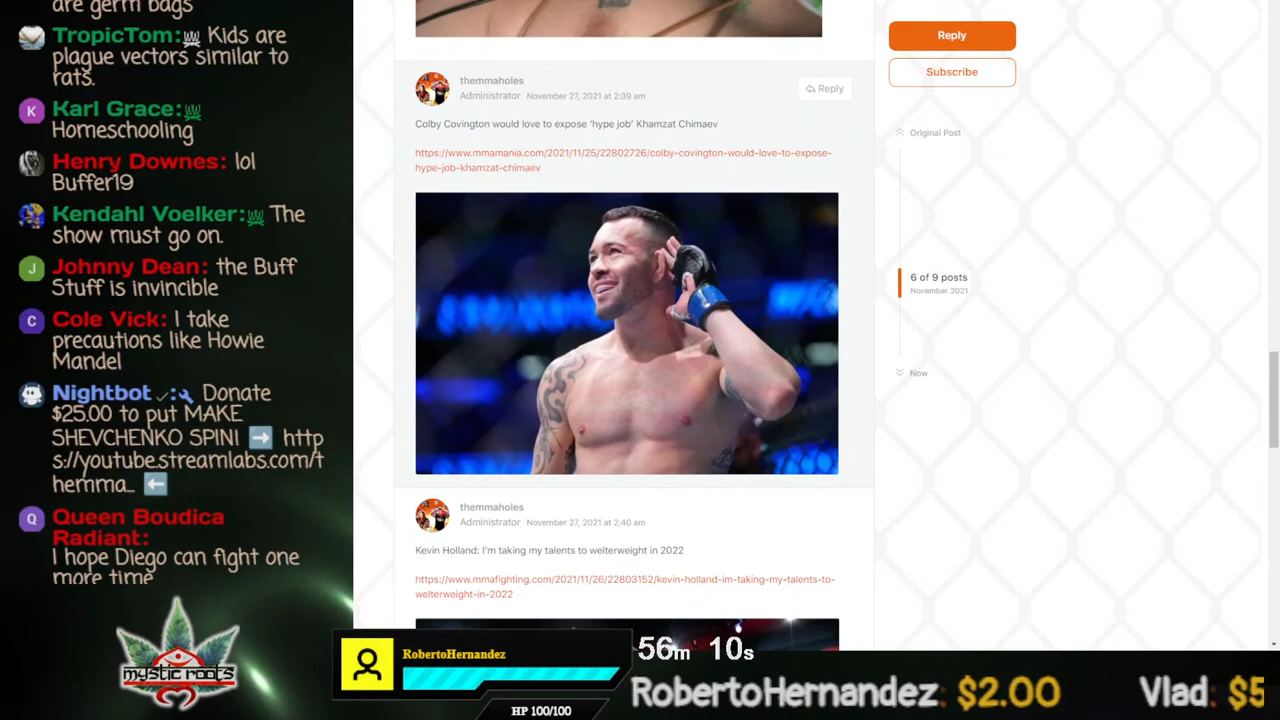 are germ bags
TropicTom: Kids are
plague vectors similar to
rats.
Karl Grace:
Homeschooling
Henry Downes: lol
Buffer19
Kendahl Voelker: The
show must go on.
Johnny Dean: the Buff
Stuff is invincible
Cole Vick: I take
precautions like Howie
Mandel
Nightbot : Donate
$25.00 to put MAKE
SHEVCHENKO SPIN! ➡ http
s://youtube.streamlabs.com/t
hemma... ⬅
Queen Boudica
Radiant:
I hope Diego can fight one
more time
mystic roots
themmaholes
Administrator November 27, 2021 at 2:39 am
Reply
Colby Covington would love to expose ‘hype job’ Khamzat Chimaev
https://www.mmamania.com/2021/11/25/22802726/colby-covington-would-love-to-expose-
hype-job-khamzat-chimaev
themmaholes
Administrator November 27, 2021 at 2:40 am
Kevin Holland: I'm taking my talents to welterweight in 2022
https://www.mmafighting.com/2021/11/26/22803152/kevin-holland-im-taking-my-talents-to-
welterweight-in-2022
Reply
Subscribe
Original Post
6 of 9 posts
November 2021
Now
RobertoHernandez
HP 100/100
56m 10s
RobertoHernandez: $2.00 Vlad: $5